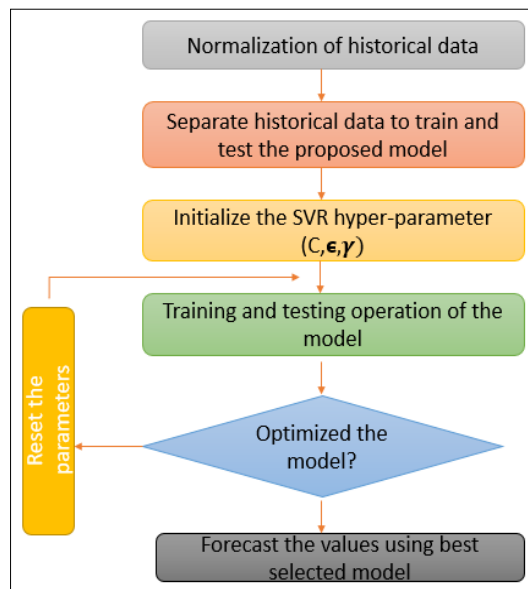 Normalization of historical data
Separate historical data to train and
test the proposed model
Initialize the SVR hyper-parameter
(C,ϵ,γ)
Training and testing operation of the
model
Reset the
parameters
Optimized the
model?
Forecast the values using best
selected model